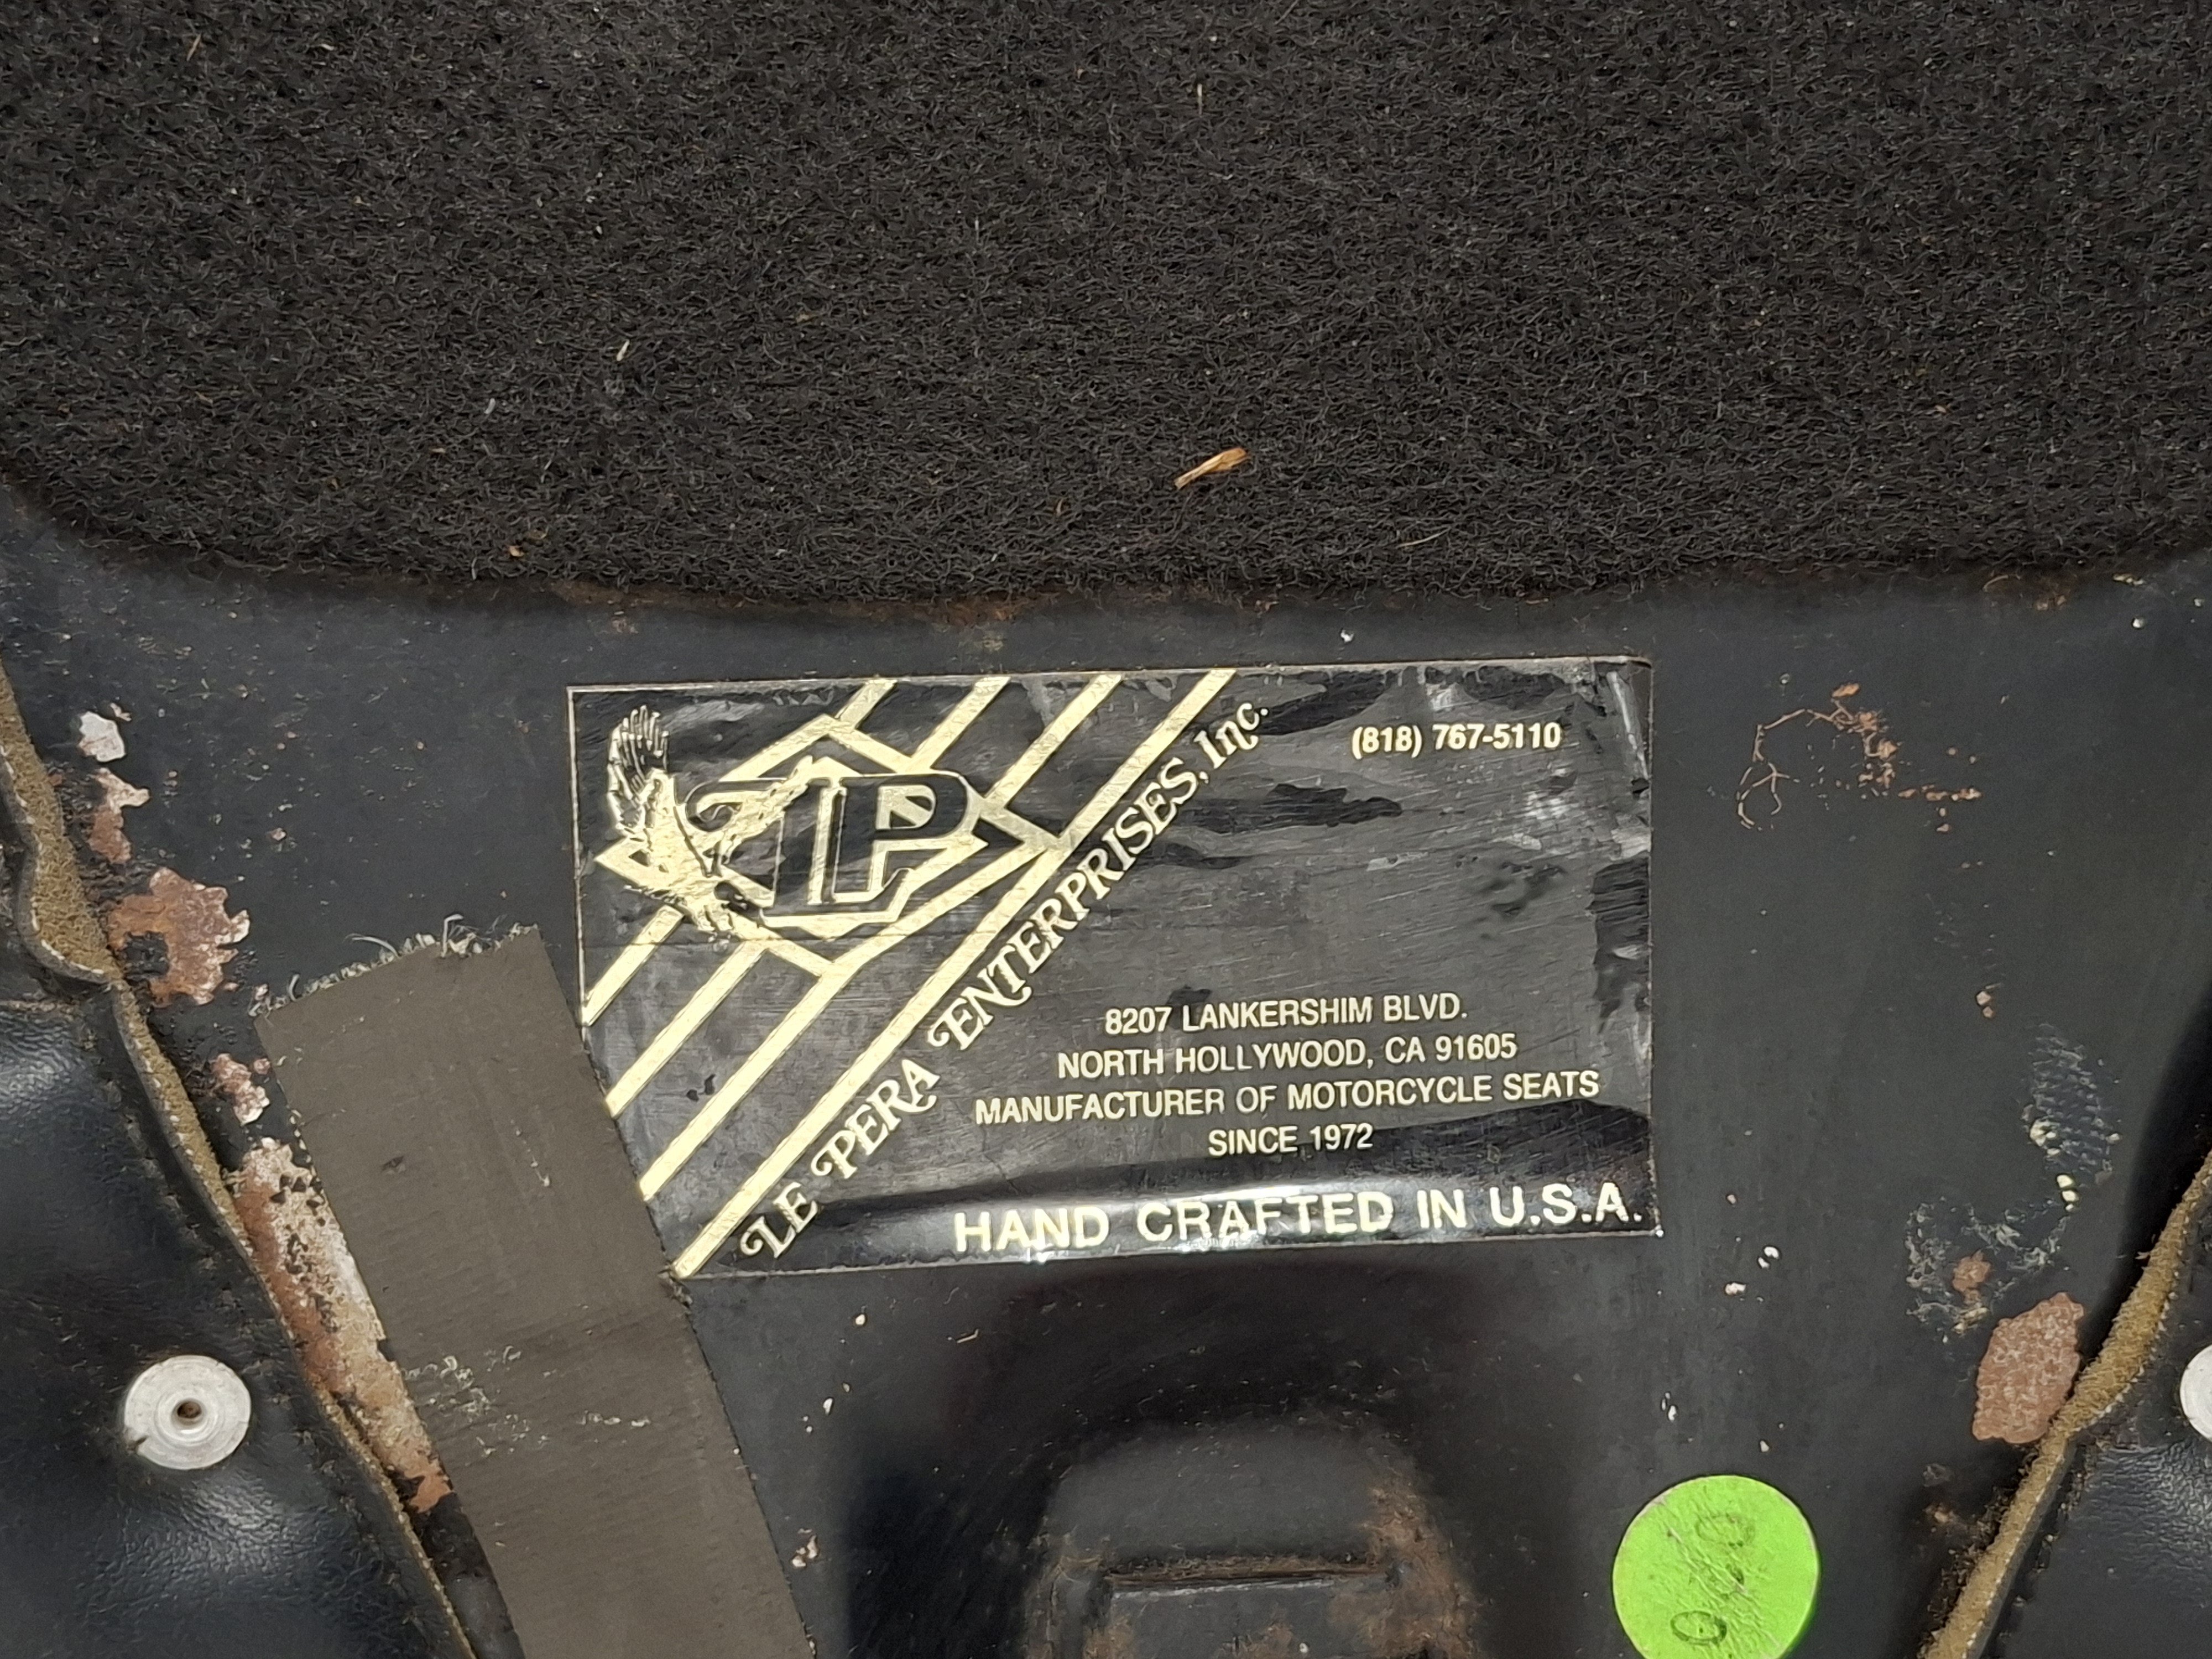 (818) 767-5110
LP
LE PERA ENTERPRISES, Inc.
8207 LANKERSHIM BLVD.
NORTH HOLLYWOOD, CA 91605
MANUFACTURER OF MOTORCYCLE SEATS
SINCE 1972
HAND CRAFTED IN U.S.A.